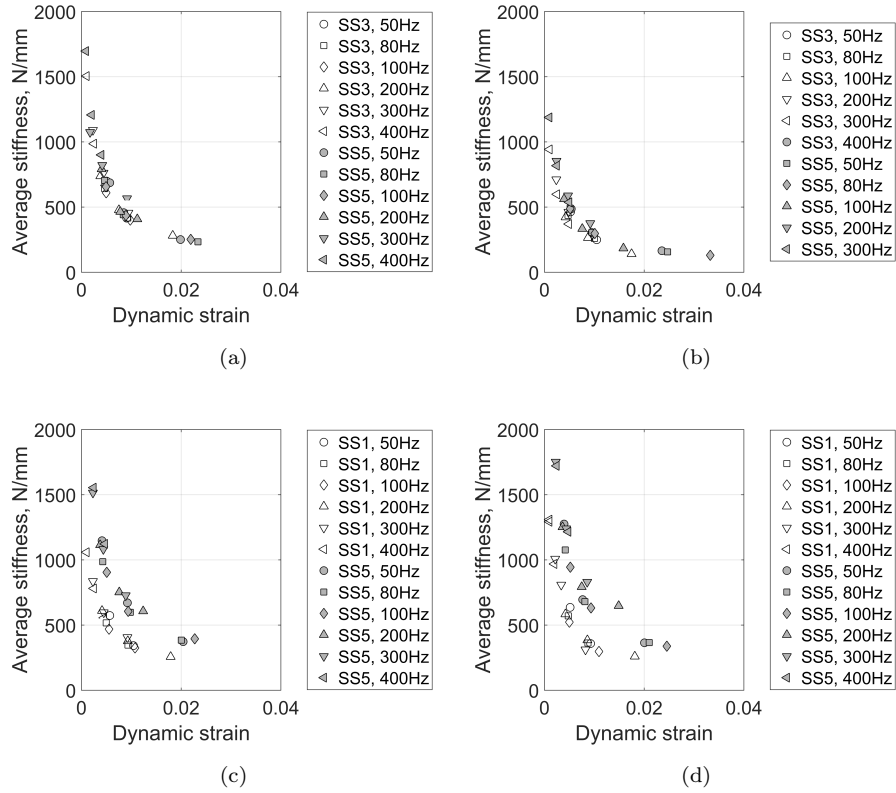 2000
1500
1000
500
0
0
0.02
0.04
Average stiffness, N/mm
Dynamic strain
SS3, 50Hz
SS3, 80Hz
SS3, 100Hz
SS3, 200Hz
SS3, 300Hz
SS3, 400Hz
SS5, 50Hz
SS5, 80Hz
SS5, 100Hz
SS5, 200Hz
SS5, 300Hz
SS5, 400Hz
(a)
2000
1500
1000
500
0
0
0.02
0.04
Average stiffness, N/mm
Dynamic strain
SS3, 50Hz
SS3, 80Hz
SS3, 100Hz
SS3, 200Hz
SS3, 300Hz
SS3, 400Hz
SS5, 50Hz
SS5, 80Hz
SS5, 100Hz
SS5, 200Hz
SS5, 300Hz
(b)
2000
1500
1000
500
0
0
0.02
0.04
Average stiffness, N/mm
Dynamic strain
SS1, 50Hz
SS1, 80Hz
SS1, 100Hz
SS1, 200Hz
SS1, 300Hz
SS1, 400Hz
SS5, 50Hz
SS5, 80Hz
SS5, 100Hz
SS5, 200Hz
SS5, 300Hz
SS5, 400Hz
(c)
2000
1500
1000
500
0
0
0.02
0.04
Average stiffness, N/mm
Dynamic strain
SS1, 50Hz
SS1, 80Hz
SS1, 100Hz
SS1, 200Hz
SS1, 300Hz
SS1, 400Hz
SS5, 50Hz
SS5, 80Hz
SS5, 100Hz
SS5, 200Hz
SS5, 300Hz
SS5, 400Hz
(d)